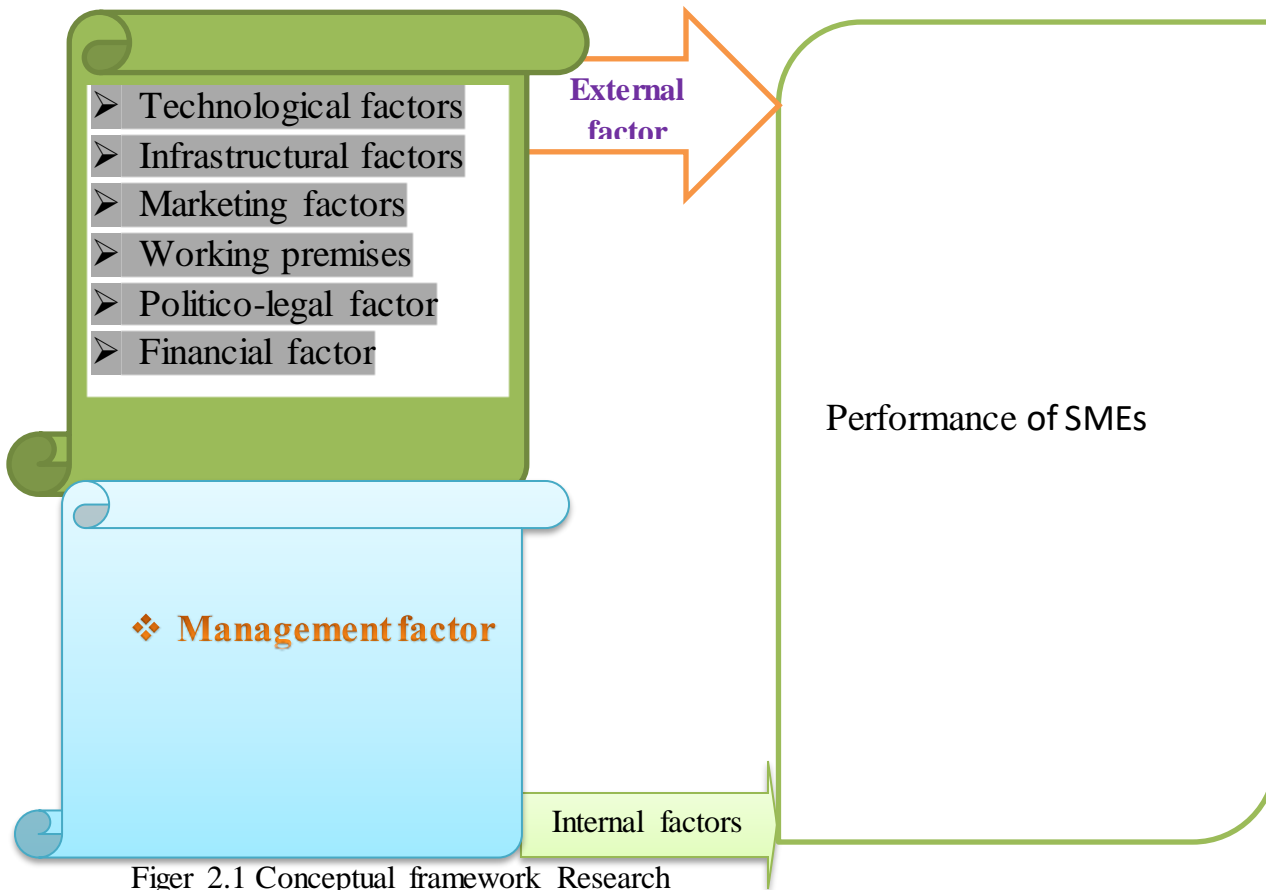 ➢ Technological factors
➢ Infrastructural factors
➢ Marketing factors
➢ Working premises
➢ Politico-legal factor
➢ Financial factor
External
factor
Performance of SMEs
❖ Management factor
Internal factors
Figer 2.1 Conceptual framework Research